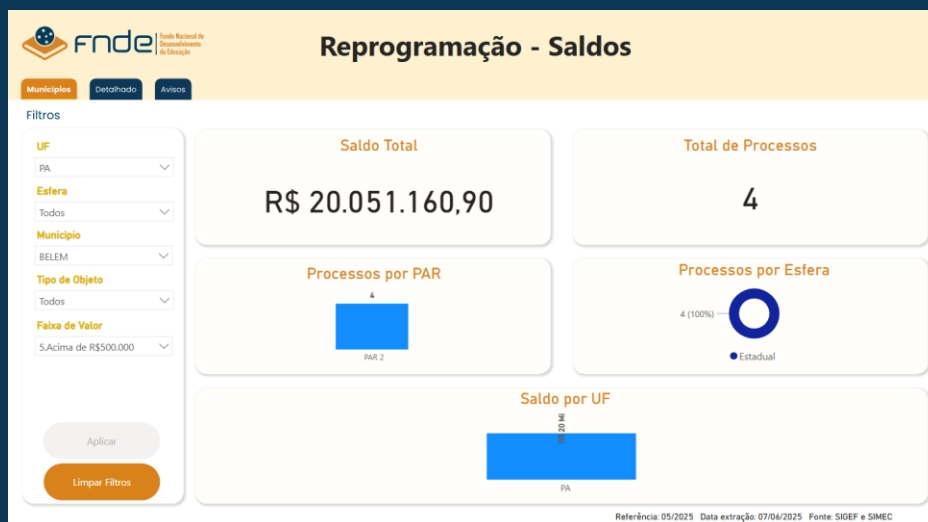 fnde
Fundo Nacional de
Desenvolvimento
da Educação
Reprogramação - Saldos
Municípios
Detalhado
Avisos
Filtros
UF
PA
Esfera
Todos
Município
BELEM
Tipo de Objeto
Todos
Faixa de Valor
5.Acima de R$500.000
Aplicar
Limpar Filtros
Saldo Total
R$ 20.051.160,90
Total de Processos
4
Processos por PAR
4
PAR 2
Processos por Esfera
4 (100%)
Estadual
Saldo por UF
R$ 20 Mi
PA
Referência: 05/2025 Data extração: 07/06/2025 Fonte: SIGEF e SIMEC